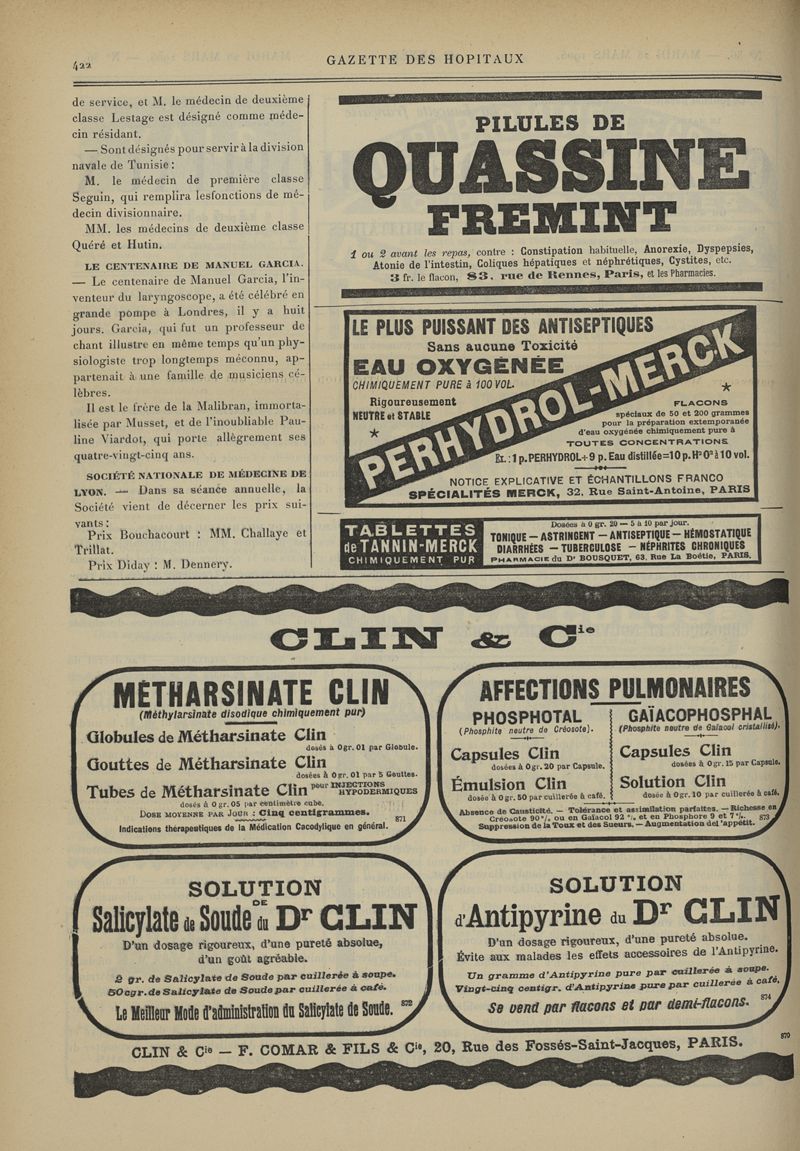 422
GAZETTE DES HOPITAUX
de service, et M. le médecin de deuxième
classe Lestage est désigné comme méde-
cin résidant.
— Sont désignés pour servir à la division
navale de Tunisie :
M. le médecin de première classe
Seguin, qui remplira lesfonctions de mé-
decin divisionnaire.
MM. les médecins de deuxième classe
Quéré et Hutin.
LE CENTENAIRE DE MANUEL GARCIA.
— Le centenaire de Manuel Garcia, l'in-
venteur du laryngoscope, a été célébré en
grande pompe à Londres, il y a huit
jours. Garcia, qui fut un professeur de
chant illustre en même temps qu'un phy-
siologiste trop longtemps méconnu, ap-
partenait à une famille de musiciens cé-
lèbres.
Il est le frère de la Malibran, immorta-
lisée par Musset, et de l'inoubliable Pau-
line Viardot, qui porte allègrement ses
quatre-vingt-cinq ans.
SOCIÉTÉ NATIONALE DE MÉDECINE DE
LYON. — Dans sa séance annuelle, la
Société vient de décerner les prix sui-
vants :
Prix Bouchacourt : MM. Challaye et
Trillat.
Prix Diday : M. Dennery.
PILULES DE
QUASSINE
FREMINT
1 ou 2 avant les repas, contre : Constipation habituelle, Anorexie, Dyspepsies,
Atonie de l'intestin, Coliques hépatiques et néphrétiques, Cystites, etc.
3 fr. le flacon, 83, rue de Rennes, Paris, et les Pharmacies.
LE PLUS PUISSANT DES ANTISEPTIQUES
Sans aucune Toxicité
EAU OXYGÉNÉE
CHIMIQUEMENT PURE à 100 VOL.
Rigoureusement
NEUTRE et STABLE
PERHYDROL-MERCK
FLACONS
spéciaux de 50 et 200 grammes
pour la préparation extemporanée
d'eau oxygénée chimiquement pure à
TOUTES CONCENTRATIONS
Ex.: 1 p. PERHYDROL+9 p. Eau distillée=10 p. H²O² à 10 vol.
NOTICE EXPLICATIVE ET ÉCHANTILLONS FRANCO
SPÉCIALITÉS MERCK, 32, Rue Saint-Antoine, PARIS
TABLETTES
de TANNIN-MERCK
CHIMIQUEMENT PUR
Dosées à 0 gr. 20 — 5 à 10 par jour.
TONIQUE — ASTRINGENT — ANTISEPTIQUE — HÉMOSTATIQUE
DIARRHÉES — TUBERCULOSE — NÉPHRITES CHRONIQUES
PHARMACIE du Dr BOUSQUET, 63, Rue La Boétie, PARIS.
CLIN & Cie
MÉTHARSINATE CLIN
(Méthylarsinate disodique chimiquement pur)
Globules de Métharsinate Clin
dosés à 0gr.01 par Globule.
Gouttes de Métharsinate Clin
dosées à 0gr.01 par 5 Gouttes.
Tubes de Métharsinate Clin pour INJECTIONS HYPODERMIQUES
dosés à 0 gr. 05 par centimètre cube.
DOSE MOYENNE PAR JOUR : Cinq centigrammes.
871
Indications thérapeutiques de la Médication Cacodylique en général.
AFFECTIONS PULMONAIRES
PHOSPHOTAL
(Phosphite neutre de Créosote).
Capsules Clin
dosées à 0gr.20 par Capsule.
Émulsion Clin
dosée à 0 gr. 50 par cuillerée à café.
GAÏACOPHOSPHAL
(Phosphite neutre de Gaïacol cristallisé).
Capsules Clin
dosées à 0gr.15 par Capsule.
Solution Clin
dosée à 0gr.10 par cuillerée à café.
Absence de Causticité. — Tolérance et assimilation parfaites. — Richesse en
Créosote 90 %, ou en Gaïacol 92 %, et en Phosphore 9 et 7 %.
873
Suppression de la Toux et des Sueurs. — Augmentation de l'appétit.
SOLUTION
DE
Salicylate de Soude du Dr CLIN
D'un dosage rigoureux, d'une pureté absolue,
d'un goût agréable.
2 gr. de Salicylate de Soude par cuillerée à soupe.
50 cgr. de Salicylate de Soude par cuillerée à café.
Le Meilleur Mode d'administration du Salicylate de Soude. 872
SOLUTION
d'Antipyrine du Dr CLIN
D'un dosage rigoureux, d'une pureté absolue.
Évite aux malades les effets accessoires de l'Antipyrine.
Un gramme d'Antipyrine pure par cuillerée à soupe.
Vingt-cinq centigr. d'Antipyrine pure par cuillerée à café.
Se vend par flacons et par demi-flacons. 874
CLIN & Cie — F. COMAR & FILS & Cie, 20, Rue des Fossés-Saint-Jacques, PARIS.
870